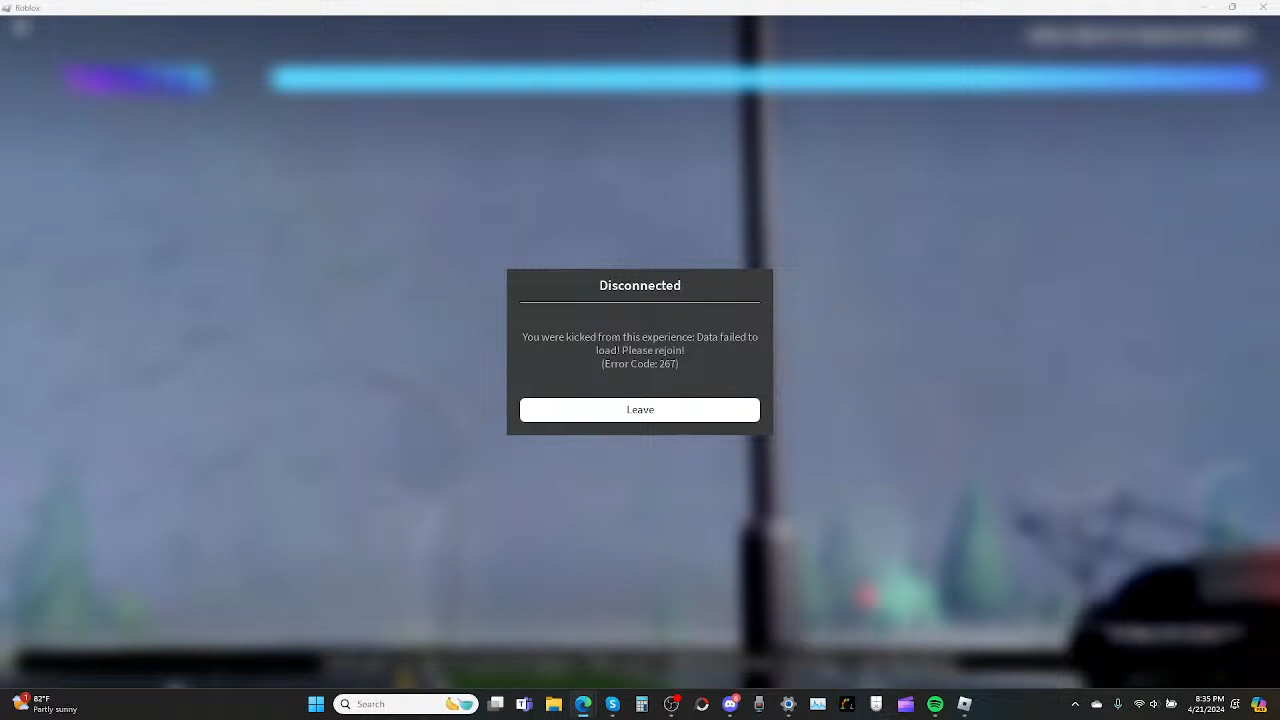 Roblox
Disconnected
You were kicked from this experience: Data failed to
load! Please rejoin!
(Error Code: 267)
Leave
82°F
Partly sunny
Search
8:35 PM
4/21/2024